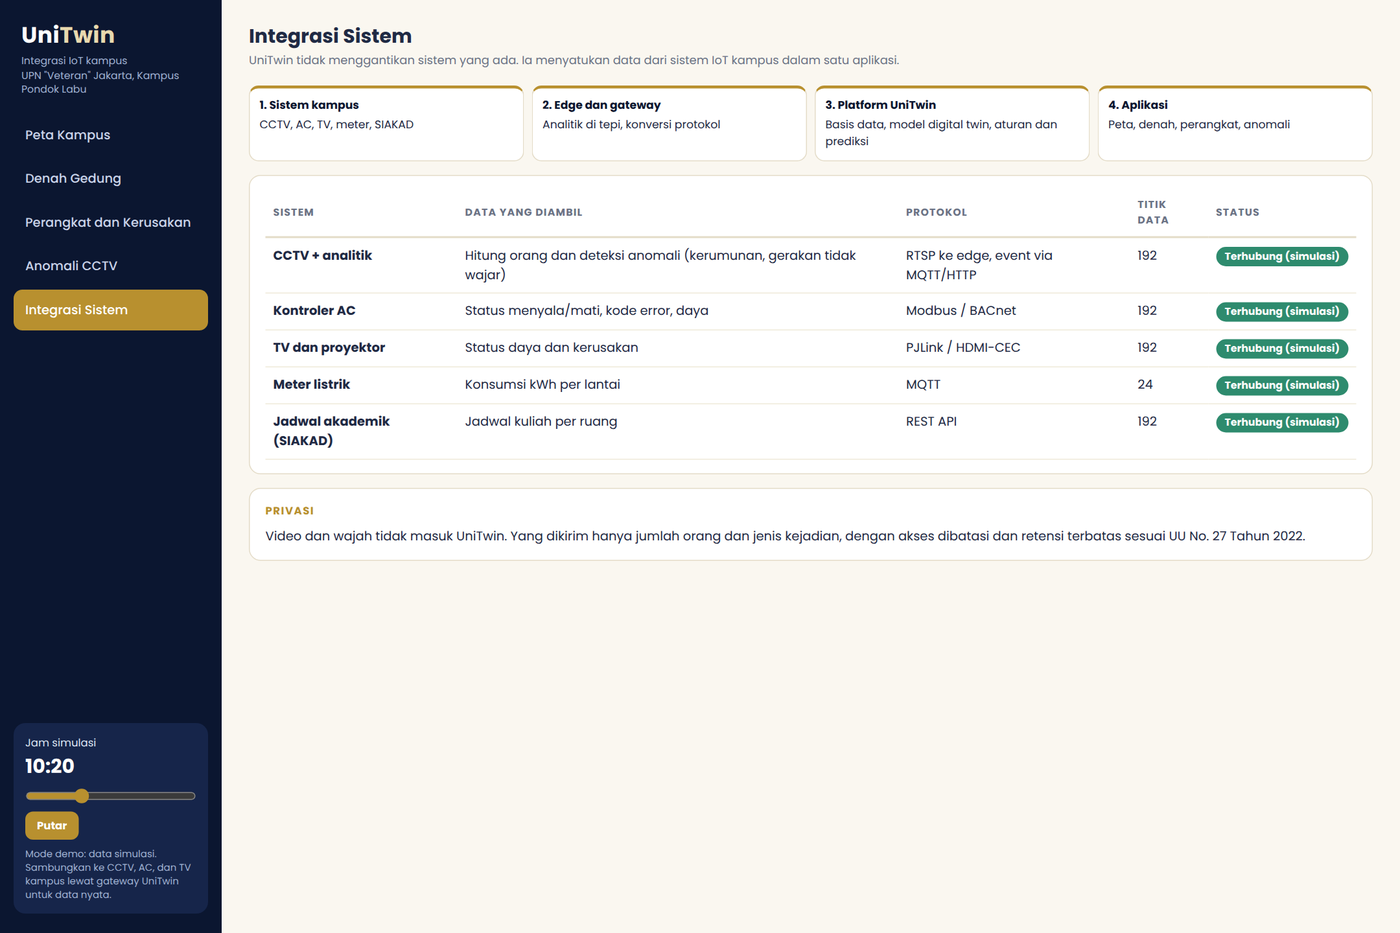 UniTwin
Integrasi IoT kampus
UPN "Veteran" Jakarta, Kampus
Pondok Labu
Peta Kampus
Denah Gedung
Perangkat dan Kerusakan
Anomali CCTV
Integrasi Sistem
Jam simulasi
10:20
Putar
Mode demo: data simulasi.
Sambungkan ke CCTV, AC, dan TV
kampus lewat gateway UniTwin
untuk data nyata.
Integrasi Sistem
UniTwin tidak menggantikan sistem yang ada. Ia menyatukan data dari sistem IoT kampus dalam satu aplikasi.
1. Sistem kampus
CCTV, AC, TV, meter, SIAKAD
2. Edge dan gateway
Analitik di tepi, konversi protokol
3. Platform UniTwin
Basis data, model digital twin, aturan dan
prediksi
4. Aplikasi
Peta, denah, perangkat, anomali
SISTEM DATA YANG DIAMBIL PROTOKOL TITIK DATA STATUS
CCTV + analitik Hitung orang dan deteksi anomali (kerumunan, gerakan tidak RTSP ke edge, event via 192 Terhubung (simulasi)
wajar) MQTT/HTTP
Kontroler AC Status menyala/mati, kode error, daya Modbus / BACnet 192 Terhubung (simulasi)
TV dan proyektor Status daya dan kerusakan PJLink / HDMI-CEC 192 Terhubung (simulasi)
Meter listrik Konsumsi kWh per lantai MQTT 24 Terhubung (simulasi)
Jadwal akademik Jadwal kuliah per ruang REST API 192 Terhubung (simulasi)
(SIAKAD)
PRIVASI
Video dan wajah tidak masuk UniTwin. Yang dikirim hanya jumlah orang dan jenis kejadian, dengan akses dibatasi dan retensi terbatas sesuai UU No. 27 Tahun 2022.